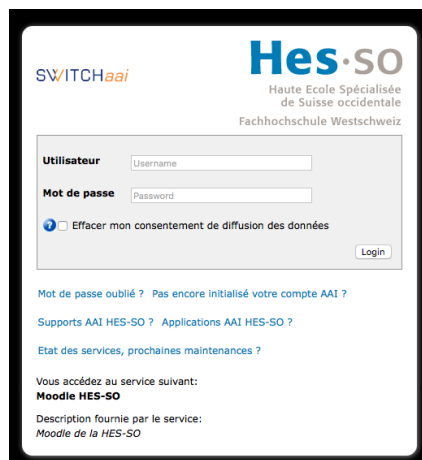 SWITCHaai
Hes·so
Haute Ecole Spécialisée
de Suisse occidentale
Fachhochschule Westschweiz
Utilisateur Username
Mot de passe Password
? Effacer mon consentement de diffusion des données
Login
Mot de passe oublié ? Pas encore initialisé votre compte AAI ?
Supports AAI HES-SO ? Applications AAI HES-SO ?
Etat des services, prochaines maintenances ?
Vous accédez au service suivant:
Moodle HES-SO
Description fournie par le service:
Moodle de la HES-SO